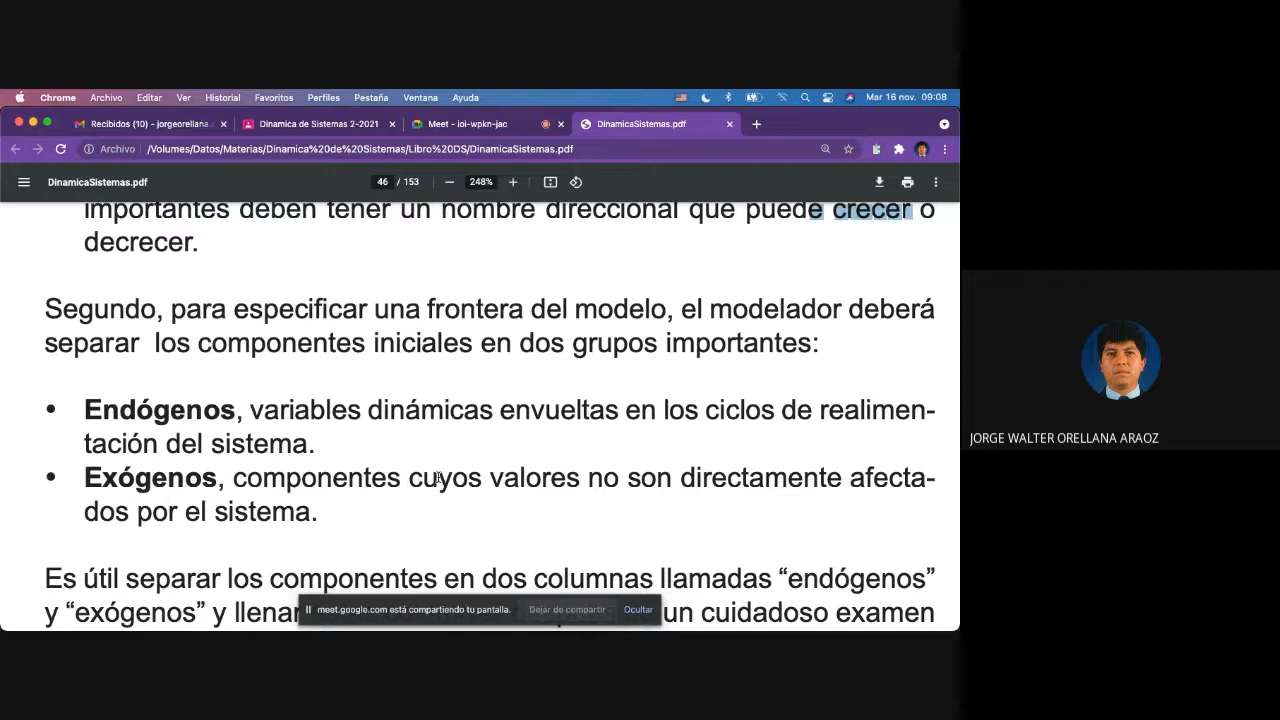 Chrome Archivo Editar Ver Historial Favoritos Perfiles Pestaña Ventana Ayuda Mar 16 nov. 09:08
Recibidos (10) - jorgeorellana. Dinamica de Sistemas 2-2021 Meet - ioi-wpkn-jac DinamicaSistemas.pdf
Archivo /Volumes/Datos/Materias/Dinamica%20de%20Sistemas/Libro%20DS/DinamicaSistemas.pdf
DinamicaSistemas.pdf 46 / 153 248%
importantes deben tener un nombre direccional que puede crecer o
decrecer.
Segundo, para especificar una frontera del modelo, el modelador deberá
separar los componentes iniciales en dos grupos importantes:
• Endógenos, variables dinámicas envueltas en los ciclos de realimen-
tación del sistema.
• Exógenos, componentes cuyos valores no son directamente afecta-
dos por el sistema.
JORGE WALTER ORELLANA ARAOZ
Es útil separar los componentes en dos columnas llamadas “endógenos”
y “exógenos” y llenar un cuidadoso examen
meet.google.com está compartiendo tu pantalla. Dejar de compartir Ocultar